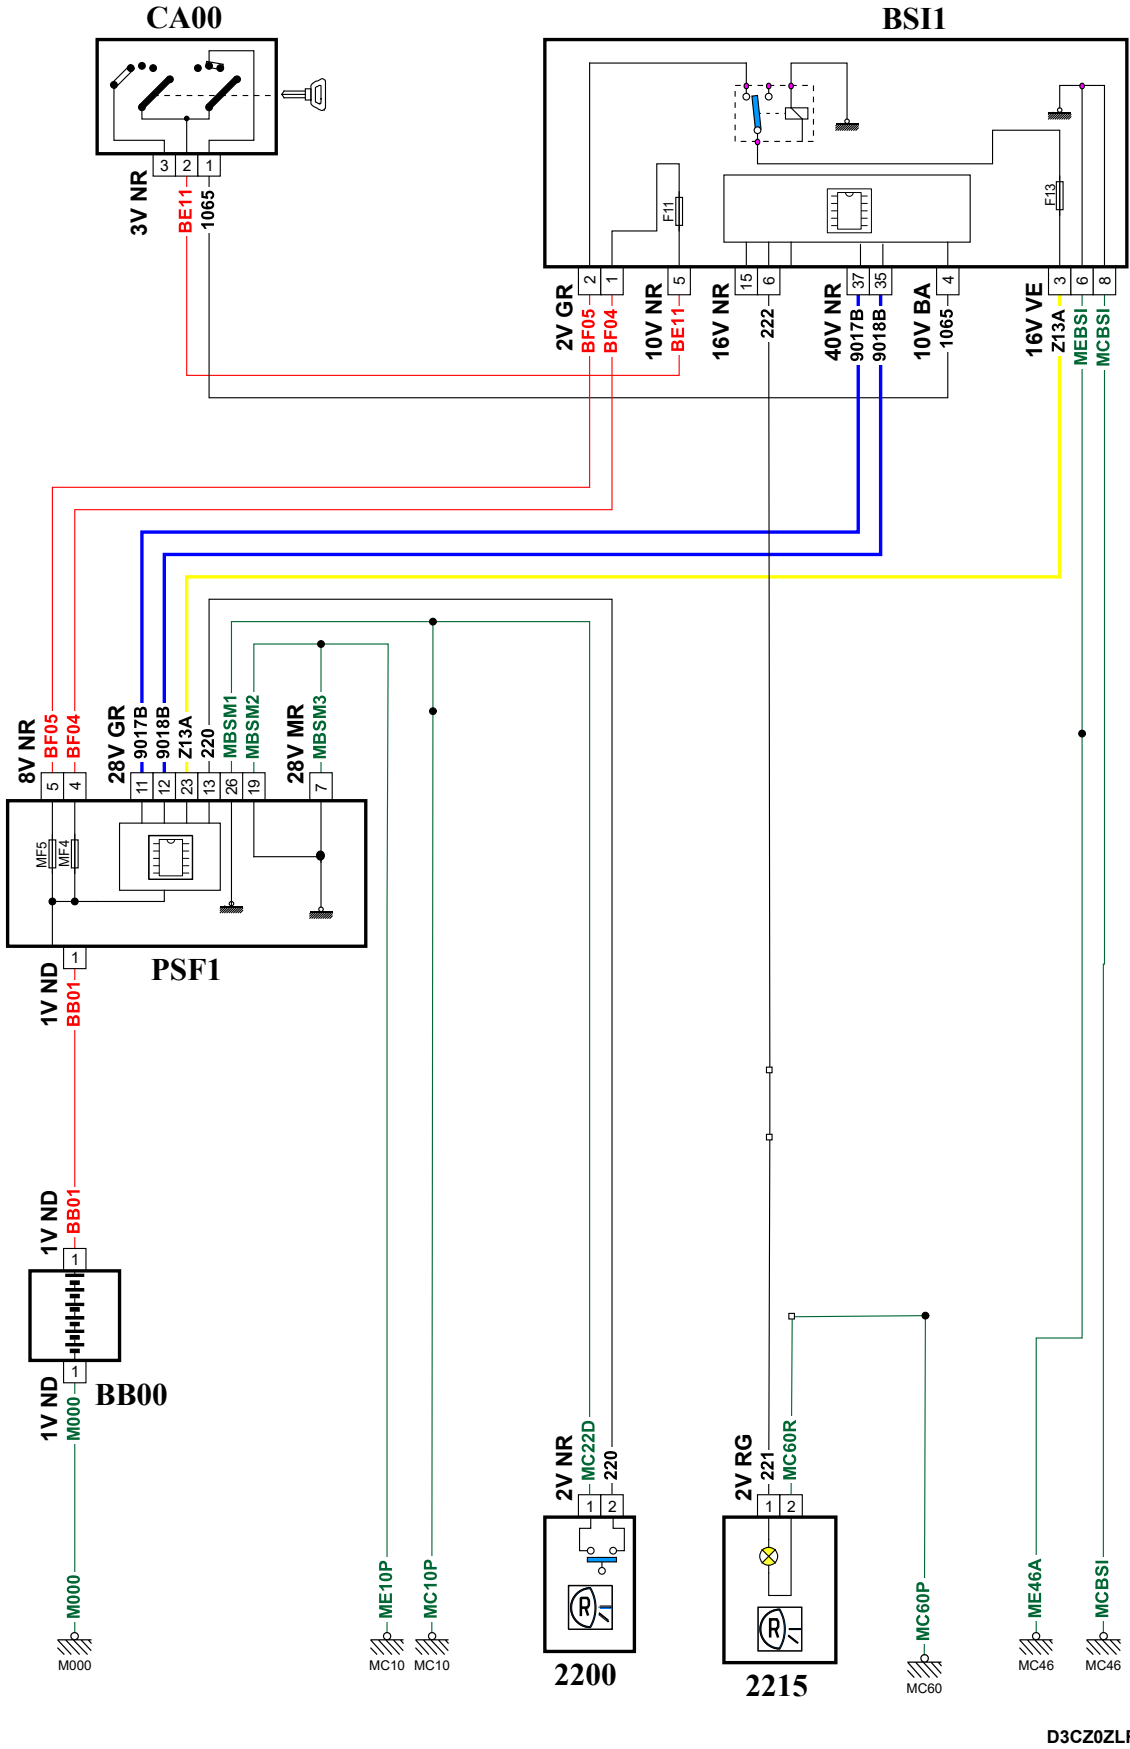 CA00
BSI1
3 2 1
3V NR
BE11
1065
F11
F13
2 1 5 15 6 37 35 4 3 6 8
2V GR
BF05
BF04
10V NR
BE11
16V NR
222
40V NR
9017B
9018B
10V BA
1065
16V VE
Z13A
MEBSI
MCBSI
8V NR
BF05
BF04
28V GR
9017B
9018B
Z13A
220
MBSM1
MBSM2
28V MR
MBSM3
5 4 11 12 23 13 26 19 7
MF5
MF4
1
PSF1
1V ND
BB01
1V ND
BB01
1
1
BB00
1V ND
M000
M000
M000
ME10P
MC10
MC10P
MC10
2V NR
MC22D
220
1 2
R
2200
2V RG
221
MC60R
1 2
R
2215
MC60P
MC60
ME46A
MC46
MCBSI
MC46